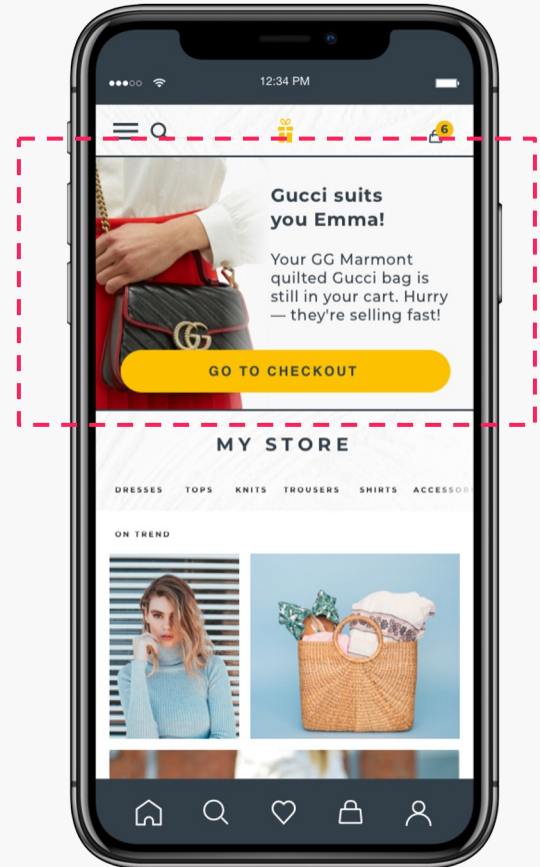 12:34 PM
6
Gucci suits
you Emma!
Your GG Marmont
quilted Gucci bag is
still in your cart. Hurry
— they're selling fast!
GO TO CHECKOUT
MY STORE
DRESSES TOPS KNITS TROUSERS SHIRTS ACCESSOR
ON TREND